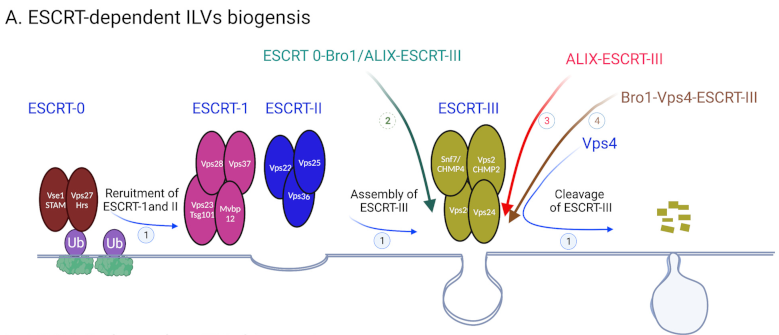 A. ESCRT-dependent ILVs biogensis
ESCRT 0-Bro1/ALIX-ESCRT-III
ALIX-ESCRT-III
Bro1-Vps4-ESCRT-III
Vps4
ESCRT-0
ESCRT-1
ESCRT-II
ESCRT-III
2
3
4
Vse1
STAM
Vps27
Hrs
Reruitment of
ESCRT-1and II
1
Vps28
Vps37
Vps23
Tsg101
Mvbp
12
Vps22
Vps25
Vps36
Assembly of
ESCRT-III
1
Snf7/
CHMP4
Vps2
CHMP2
Vps2
Vps24
Cleavage
of ESCRT-III
1
Ub
Ub